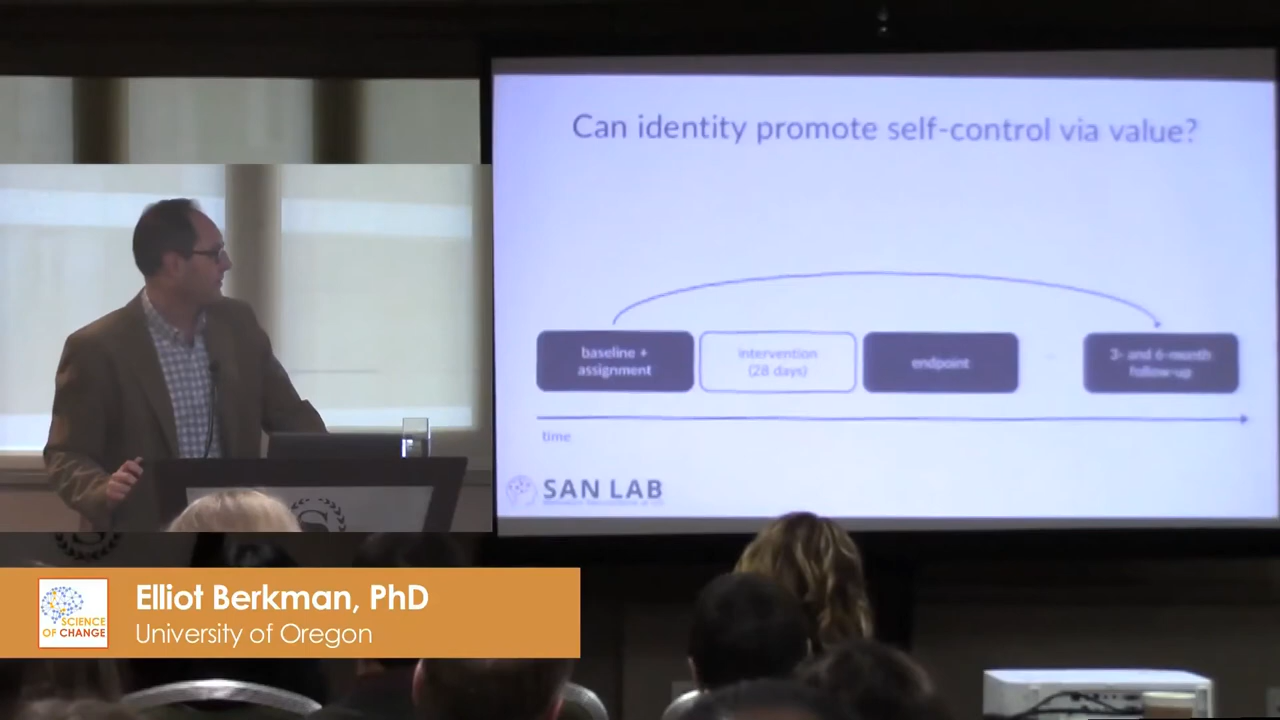 Can identity promote self-control via value?
baseline +
assignment
intervention
(28 days)
endpoint
3- and 6-month
follow-up
time
SAN LAB
S
SCIENCE
OF CHANGE
Elliot Berkman, PhD
University of Oregon